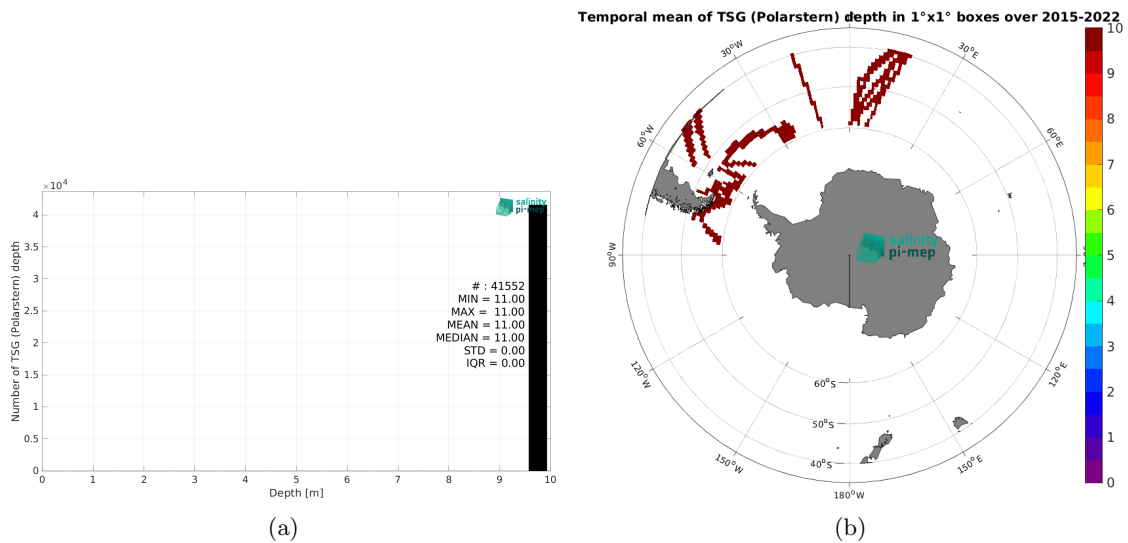 Temporal mean of TSG (Polarstern) depth in 1°x1° boxes over 2015-2022
×10⁴
4
3.5
3
2.5
2
1.5
1
0.5
0
Number of TSG (Polarstern) depth
salinity
pi-mep
# : 41552
MIN = 11.00
MAX = 11.00
MEAN = 11.00
MEDIAN = 11.00
STD = 0.00
IQR = 0.00
0 1 2 3 4 5 6 7 8 9 10
Depth [m]
(a)
30°W
30°E
60°W
60°E
90°W
120°W
120°E
150°W
150°E
180°W
60°S
50°S
40°S
salinity
pi-mep
10
9
8
7
6
5
4
3
2
1
0
(b)